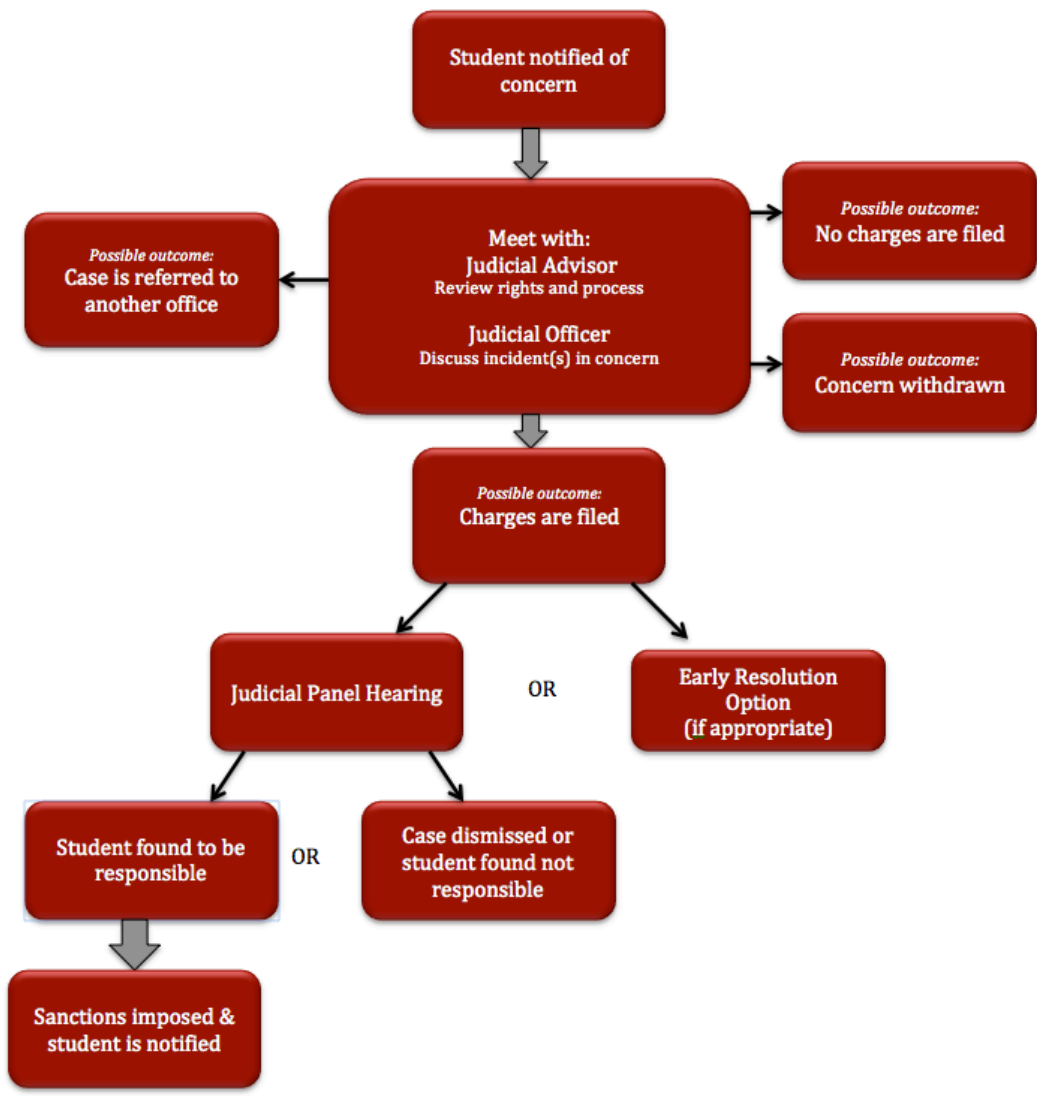 Student notified of
concern
Possible outcome:
No charges are filed
Possible outcome:
Case is referred to
another office
Meet with:
Judicial Advisor
Review rights and process
Judicial Officer
Discuss incident(s) in concern
Possible outcome:
Concern withdrawn
Possible outcome:
Charges are filed
Judicial Panel Hearing
OR
Early Resolution
Option
(if appropriate)
Student found to be
responsible
OR
Case dismissed or
student found not
responsible
Sanctions imposed &
student is notified